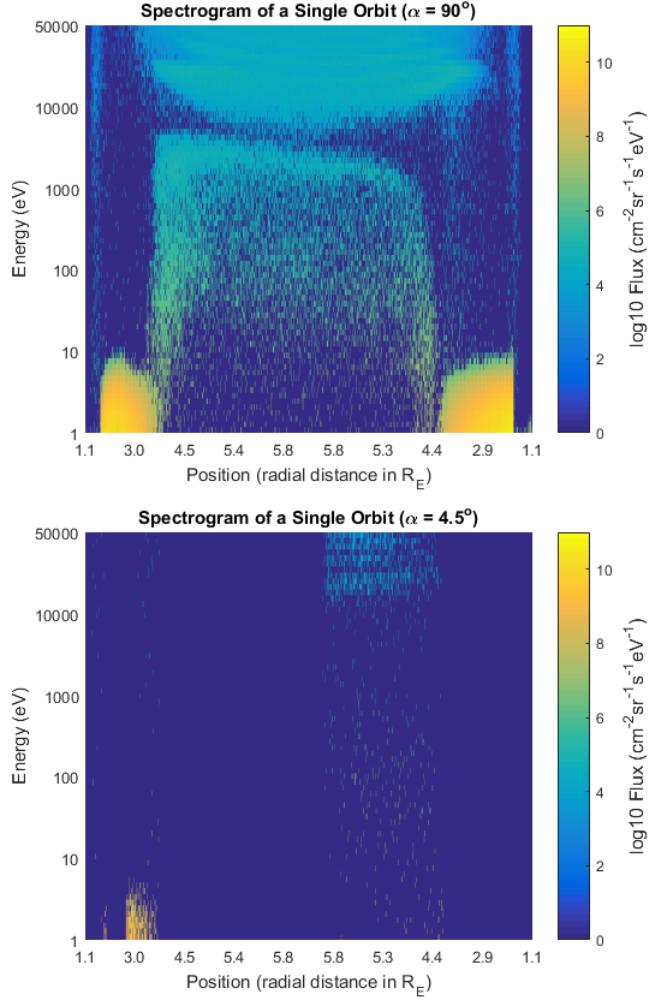 Spectrogram of a Single Orbit (α = 90°)
50000
10000
1000
100
10
1
Energy (eV)
1.1 3.0 4.5 5.4 5.8 5.8 5.3 4.4 2.9 1.1
Position (radial distance in R_E)
10
8
6
4
2
0
log10 Flux (cm⁻²sr⁻¹s⁻¹eV⁻¹)
Spectrogram of a Single Orbit (α = 4.5°)
50000
10000
1000
100
10
1
Energy (eV)
1.1 3.0 4.5 5.4 5.8 5.8 5.3 4.4 2.9 1.1
Position (radial distance in R_E)
10
8
6
4
2
0
log10 Flux (cm⁻²sr⁻¹s⁻¹eV⁻¹)